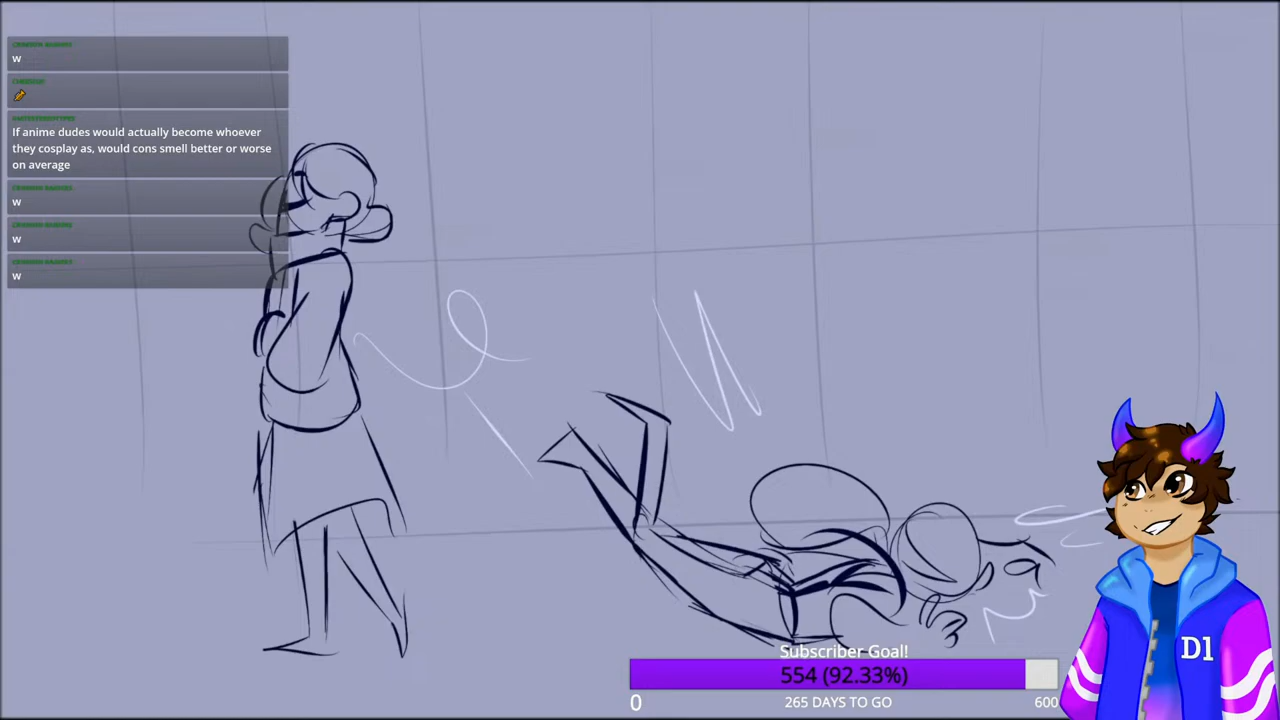 w
If anime dudes would actually become whoever
they cosplay as, would cons smell better or worse
on average
w
w
w
Subscriber Goal!
554 (92.33%)
0
265 DAYS TO GO
600
D1